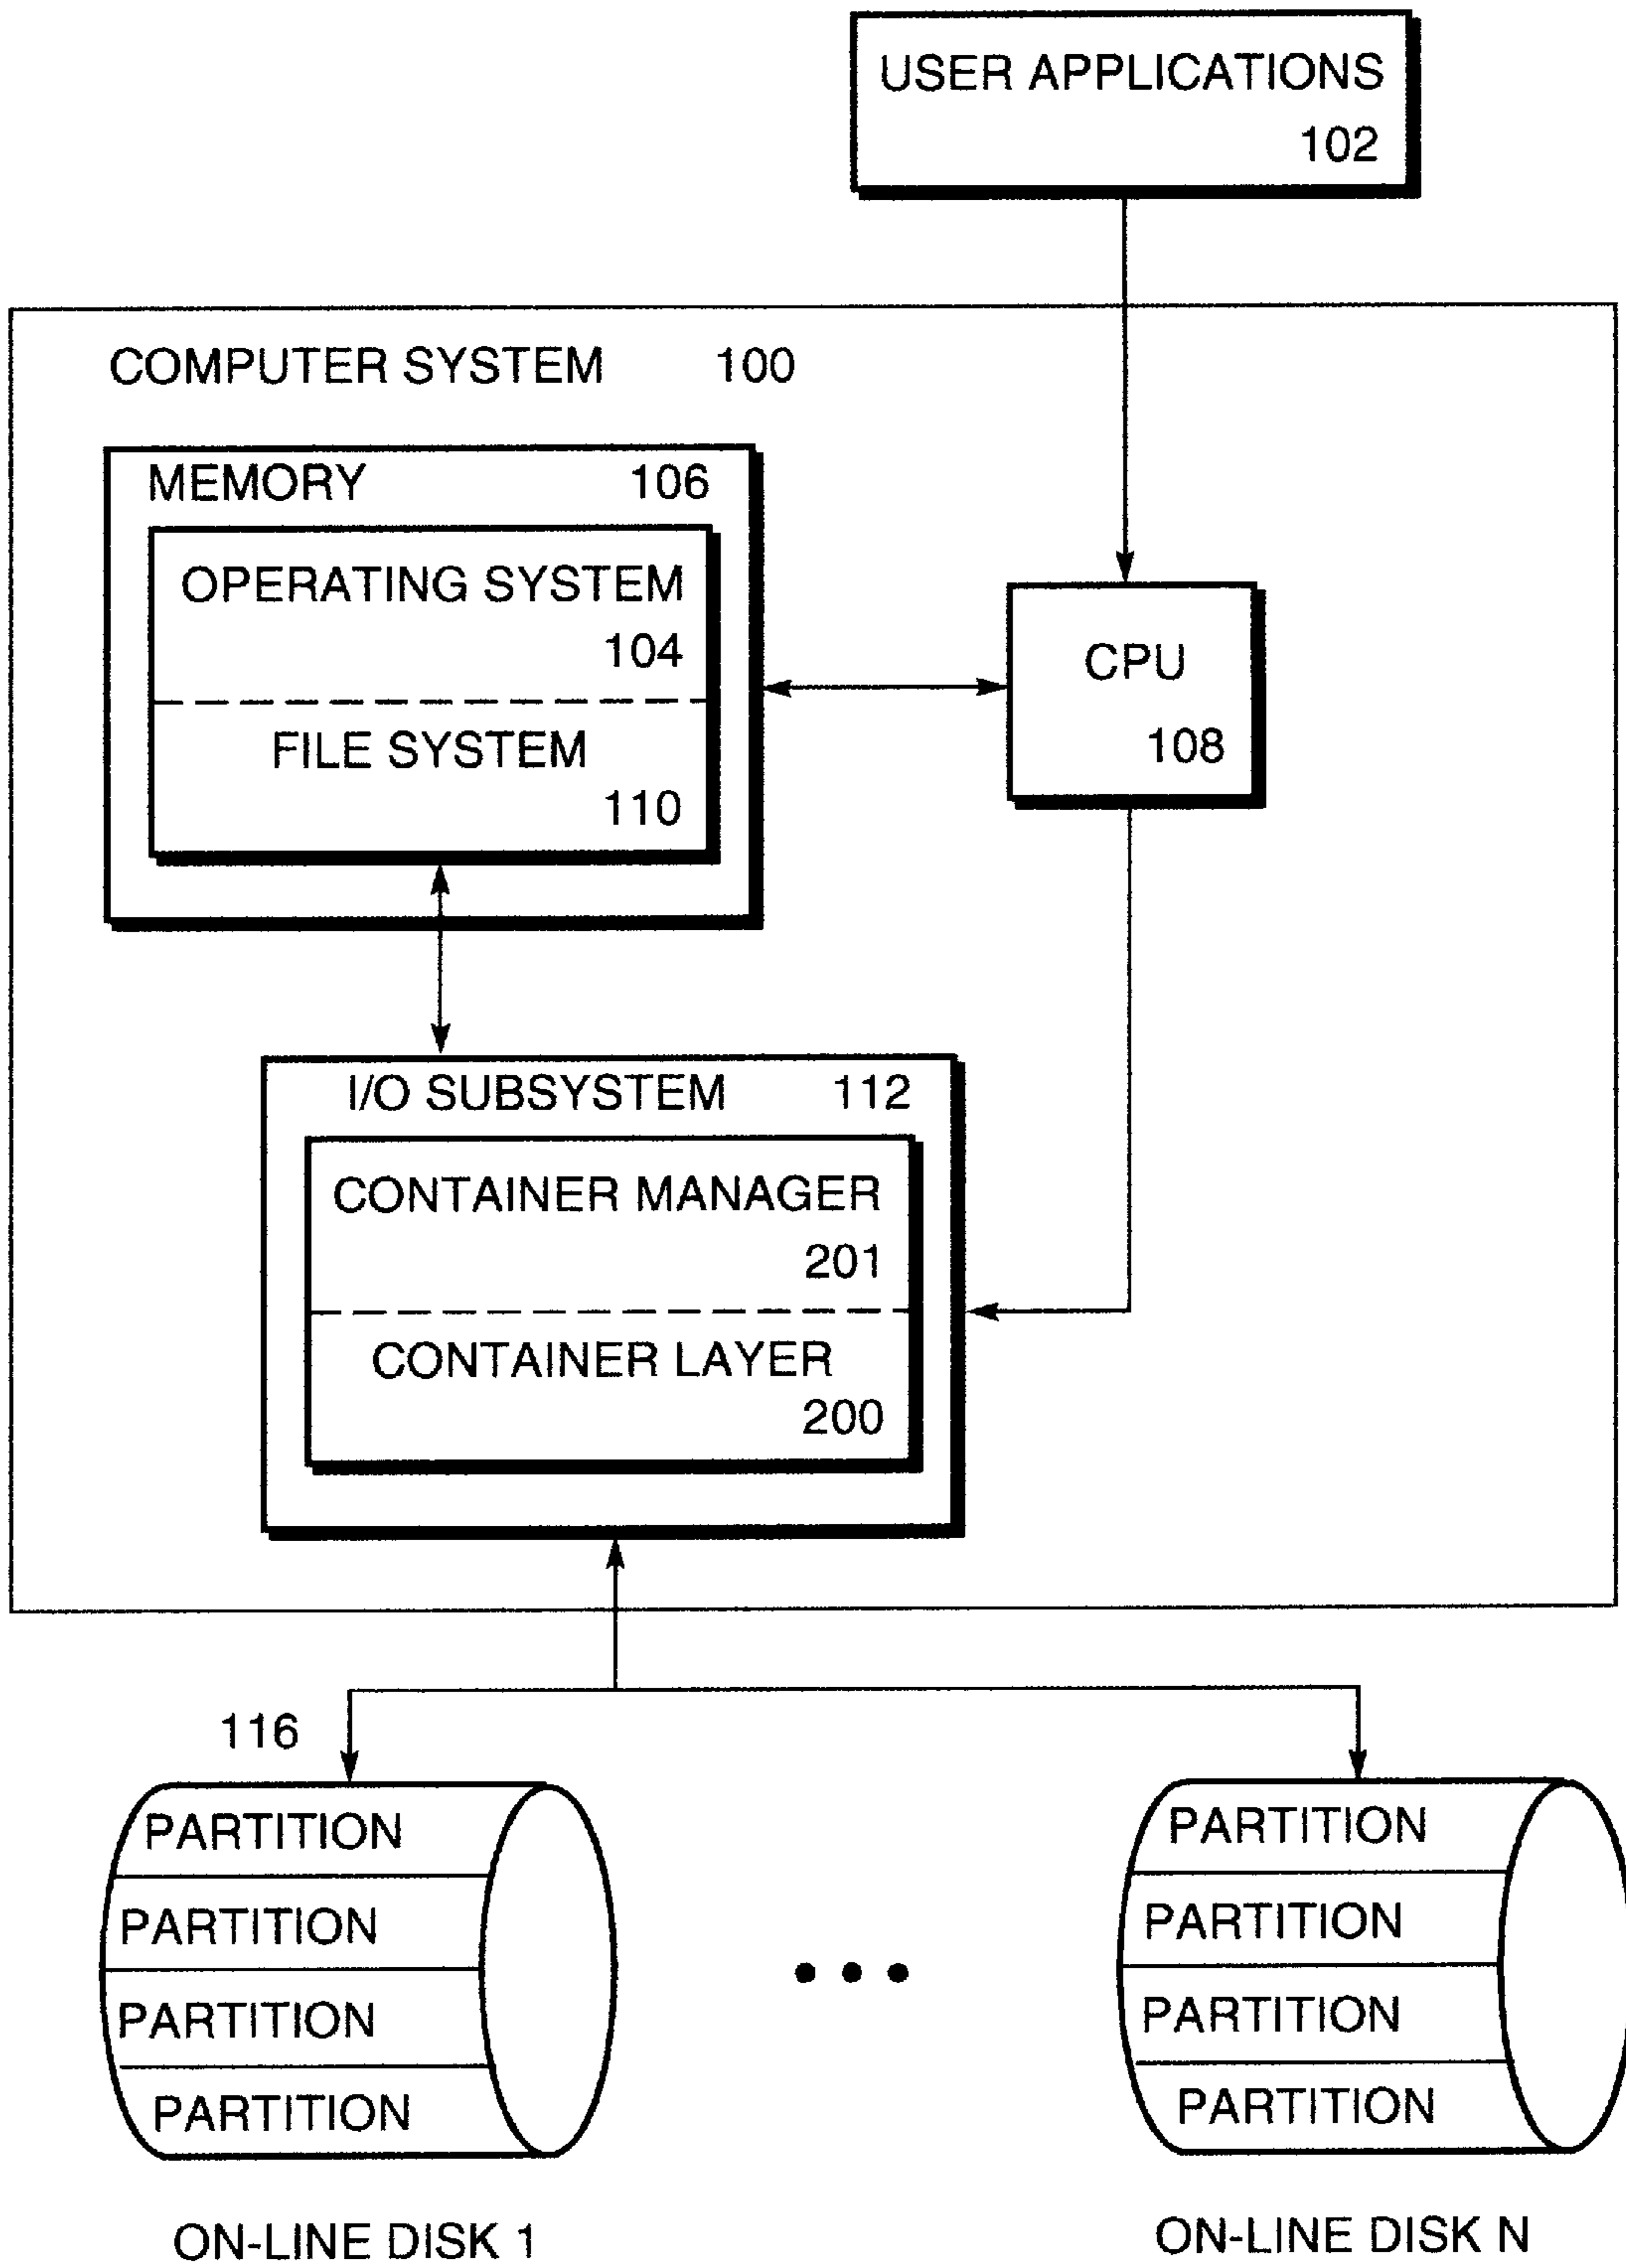 USER APPLICATIONS
102
COMPUTER SYSTEM 100
MEMORY 106
OPERATING SYSTEM
104
FILE SYSTEM
110
CPU
108
I/O SUBSYSTEM 112
CONTAINER MANAGER
201
CONTAINER LAYER
200
116
PARTITION
PARTITION
PARTITION
PARTITION
ON-LINE DISK 1
PARTITION
PARTITION
PARTITION
PARTITION
ON-LINE DISK N